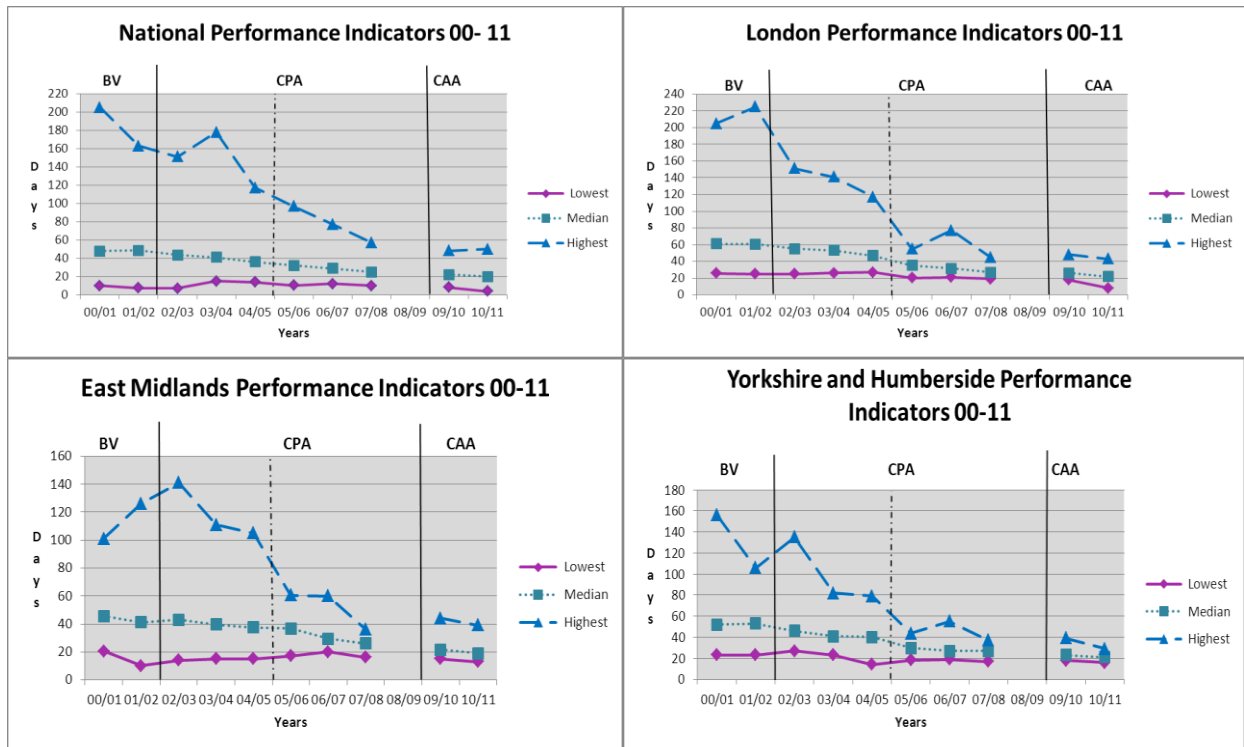 National Performance Indicators 00- 11
BV CPA CAA
220
200
180
160
140
120
100
80
60
40
20
0
D
a
y
s
00/01 01/02 02/03 03/04 04/05 05/06 06/07 07/08 08/09 09/10 10/11
Years
Lowest
Median
Highest
London Performance Indicators 00-11
BV CPA CAA
240
220
200
180
160
140
120
100
80
60
40
20
0
D
a
y
s
00/01 01/02 02/03 03/04 04/05 05/06 06/07 07/08 08/09 09/10 10/11
Years
Lowest
Median
Highest
East Midlands Performance Indicators 00-11
BV CPA CAA
160
140
120
100
80
60
40
20
0
D
a
y
s
00/01 01/02 02/03 03/04 04/05 05/06 06/07 07/08 08/09 09/10 10/11
Years
Lowest
Median
Highest
Yorkshire and Humberside Performance
Indicators 00-11
BV CPA CAA
180
160
140
120
100
80
60
40
20
0
D
a
y
s
00/01 01/02 02/03 03/04 04/05 05/06 06/07 07/08 08/09 09/10 10/11
Years
Lowest
Median
Highest